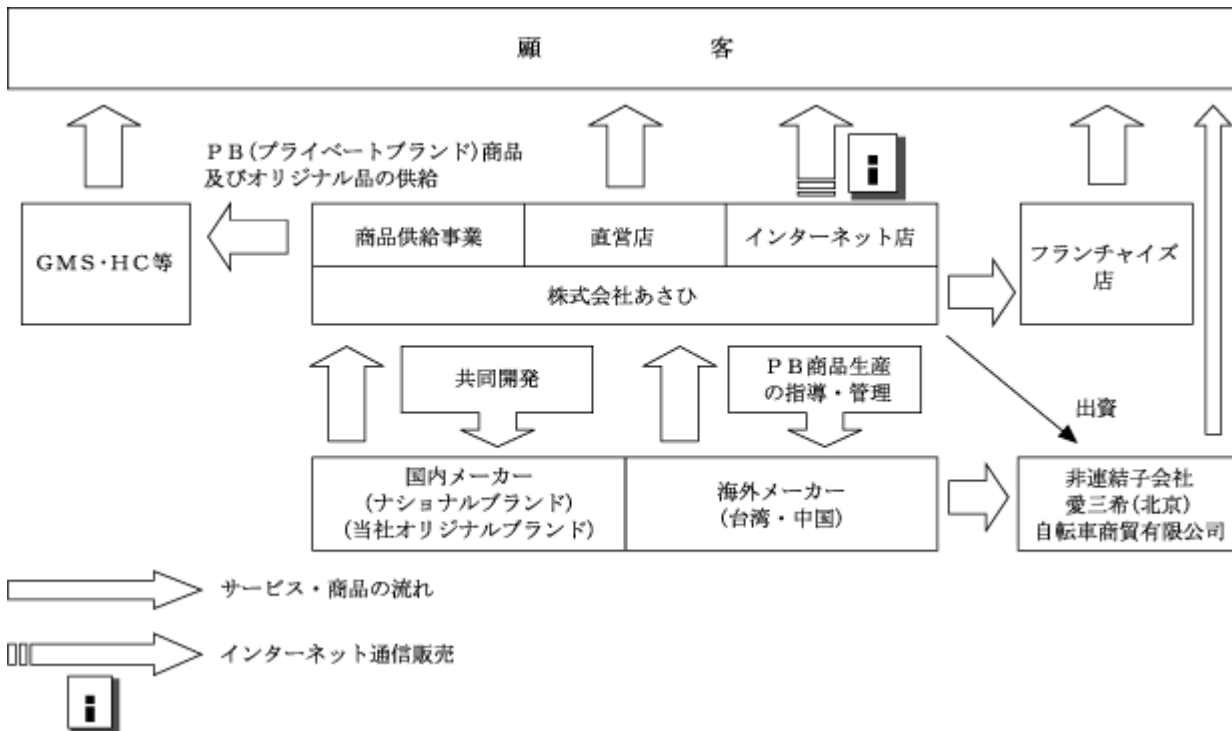 顧 客
ＰＢ(プライベートブランド)商品
及びオリジナル品の供給
i
GMS・HC等
商品供給事業
直営店
インターネット店
株式会社あさひ
フランチャイズ
店
共同開発
ＰＢ商品生産
の指導・管理
出資
国内メーカー
(ナショナルブランド)
(当社オリジナルブランド)
海外メーカー
(台湾・中国)
非連結子会社
愛三希(北京)
自転車商貿有限公司
サービス・商品の流れ
インターネット通信販売
i